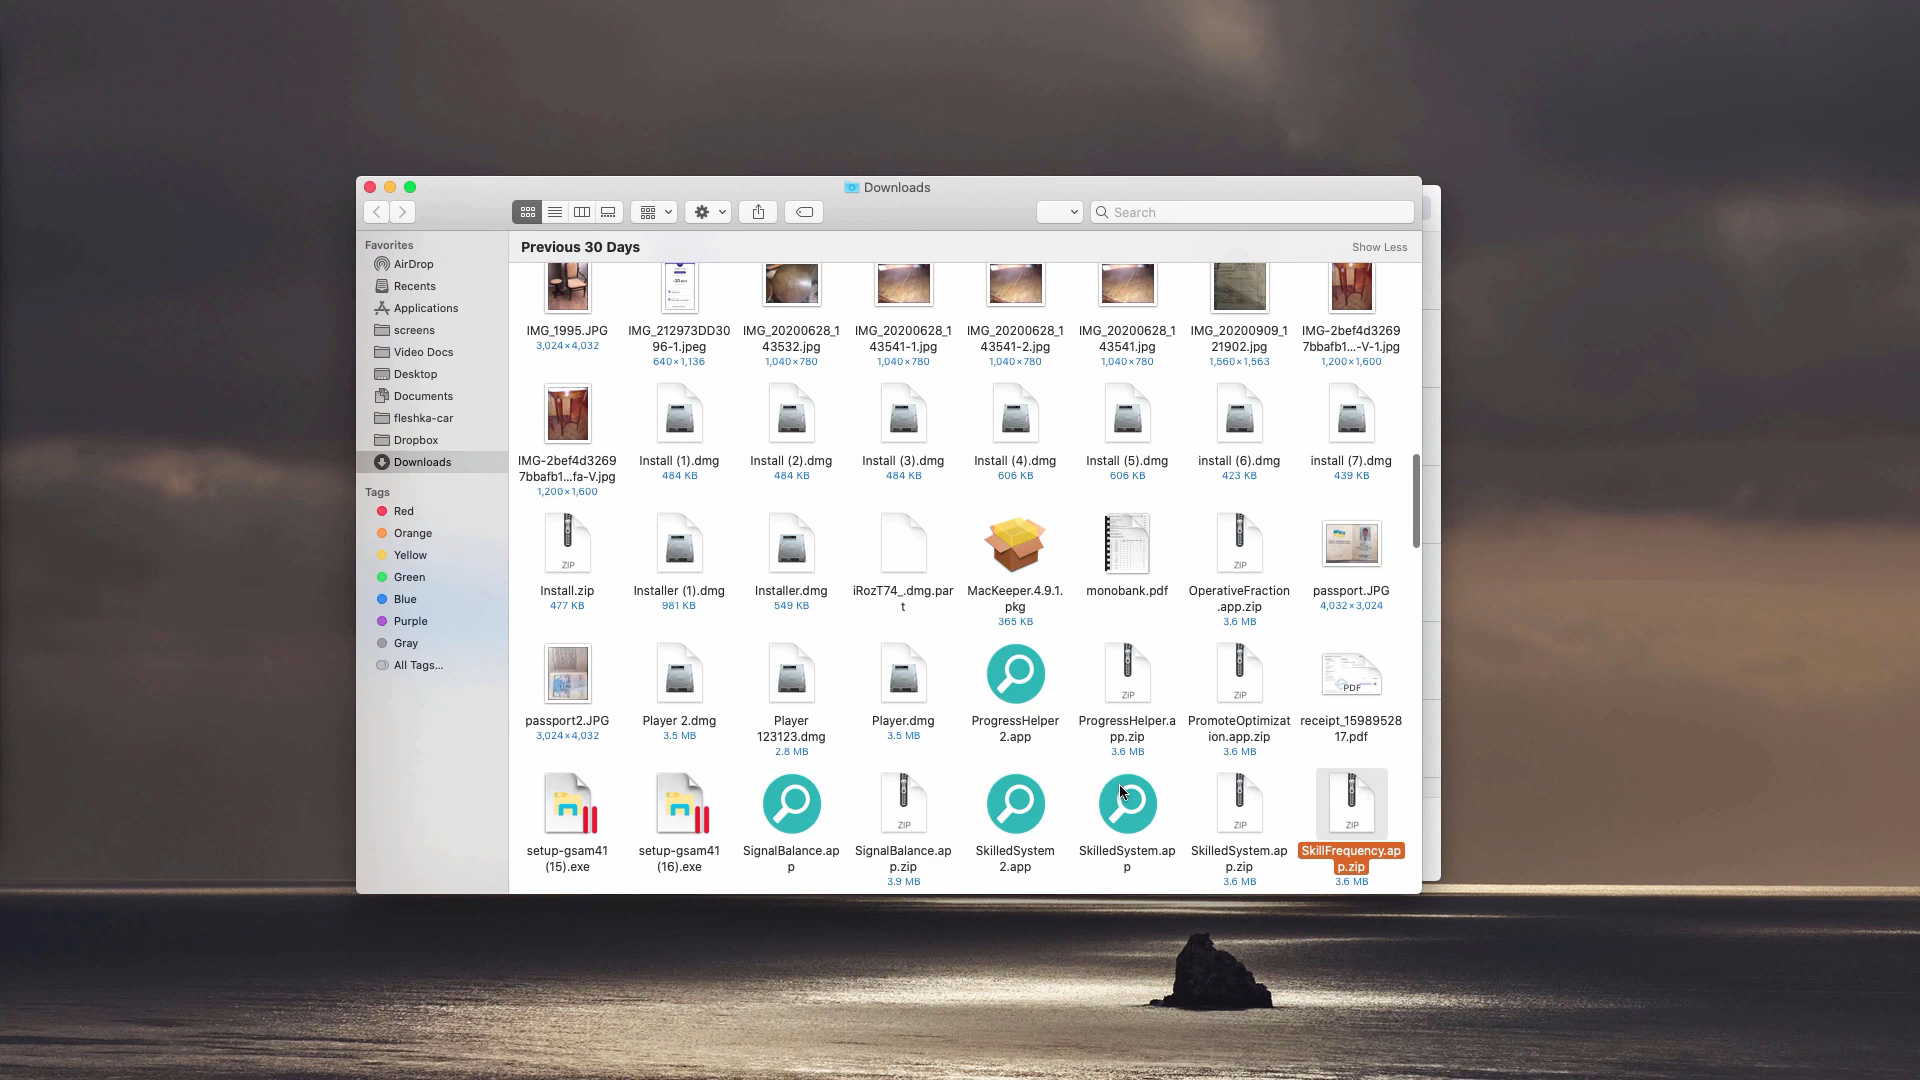 Downloads
Search
Favorites
AirDrop
Recents
Applications
screens
Video Docs
Desktop
Documents
fleshka-car
Dropbox
Downloads
Tags
Red
Orange
Yellow
Green
Blue
Purple
Gray
All Tags...
Previous 30 Days
Show Less
IMG_1995.JPG
3,024×4,032
IMG_212973DD30
96-1.jpeg
640×1,136
IMG_20200628_1
43532.jpg
1,040×780
IMG_20200628_1
43541-1.jpg
1,040×780
IMG_20200628_1
43541-2.jpg
1,040×780
IMG_20200628_1
43541.jpg
1,040×780
IMG_20200909_1
21902.jpg
1,560×1,563
IMG-2bef4d3269
7bbafb1...-V-1.jpg
1,200×1,600
IMG-2bef4d3269
7bbafb1...fa-V.jpg
1,200×1,600
Install (1).dmg
484 KB
Install (2).dmg
484 KB
Install (3).dmg
484 KB
Install (4).dmg
606 KB
Install (5).dmg
606 KB
install (6).dmg
423 KB
install (7).dmg
439 KB
ZIP
Install.zip
477 KB
Installer (1).dmg
981 KB
Installer.dmg
549 KB
iRozT74_.dmg.par
t
MacKeeper.4.9.1.
pkg
365 KB
monobank.pdf
ZIP
OperativeFraction
.app.zip
3.6 MB
passport.JPG
4,032×3,024
passport2.JPG
3,024×4,032
Player 2.dmg
3.5 MB
Player
123123.dmg
2.8 MB
Player.dmg
3.5 MB
ProgressHelper
2.app
ZIP
ProgressHelper.a
pp.zip
3.6 MB
ZIP
PromoteOptimizat
ion.app.zip
3.6 MB
PDF
receipt_15989528
17.pdf
setup-gsam41
(15).exe
setup-gsam41
(16).exe
SignalBalance.ap
p
ZIP
SignalBalance.ap
p.zip
3.9 MB
SkilledSystem
2.app
SkilledSystem.ap
p
ZIP
SkilledSystem.ap
p.zip
3.6 MB
ZIP
SkillFrequency.ap
p.zip
3.6 MB